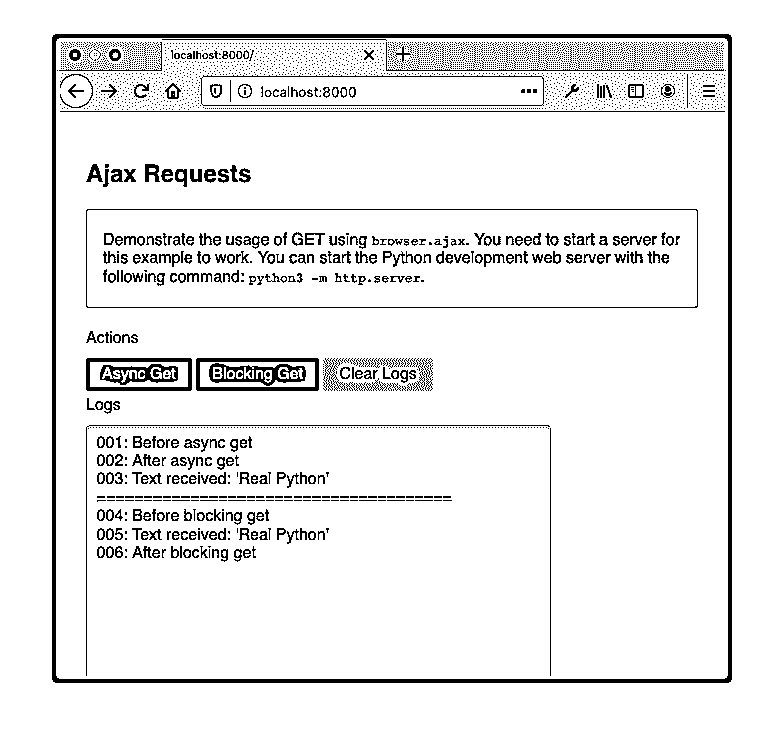 localhost:8000/
localhost:8000
Ajax Requests
Demonstrate the usage of GET using browser.ajax. You need to start a server for
this example to work. You can start the Python development web server with the
following command: python3 -m http.server.
Actions
Async Get Blocking Get Clear Logs
Logs
001: Before async get
002: After async get
003: Text received: 'Real Python'
======================================
004: Before blocking get
005: Text received: 'Real Python'
006: After blocking get